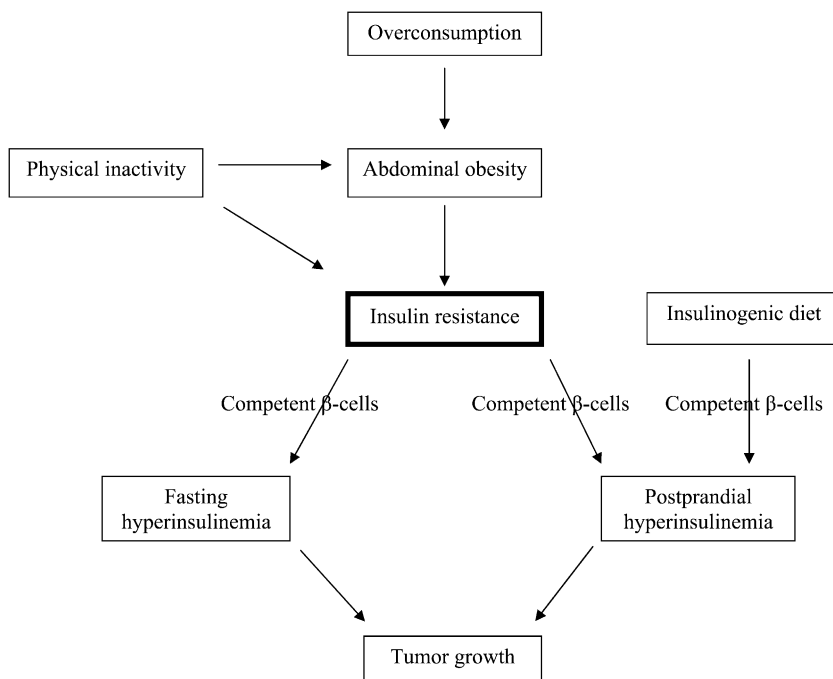 Overconsumption
Physical inactivity
Abdominal obesity
Insulin resistance
Insulinogenic diet
Competent β-cells
Competent β-cells
Competent β-cells
Fasting
hyperinsulinemia
Postprandial
hyperinsulinemia
Tumor growth